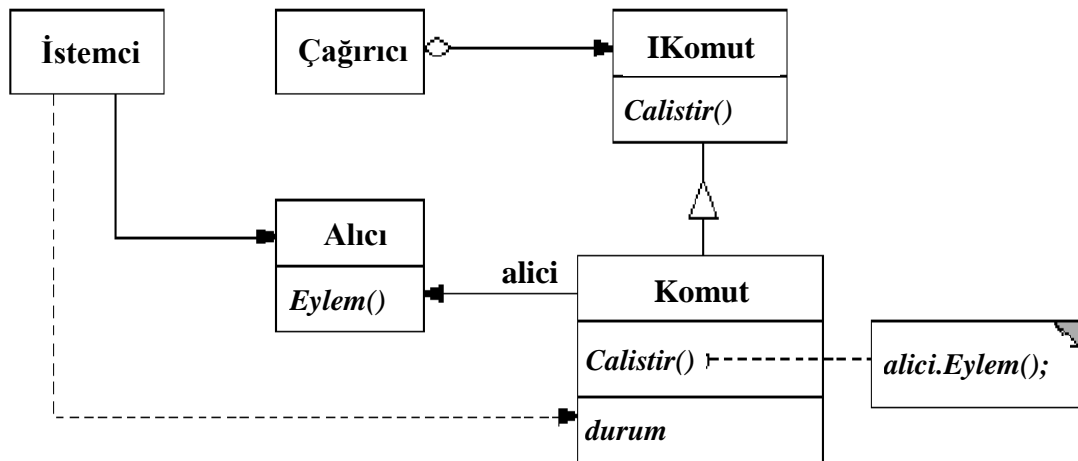 İstemci
Çağırıcı
IKomut
Calistir()
Alıcı
Eylem()
alici
Komut
Calistir()
durum
alici.Eylem();